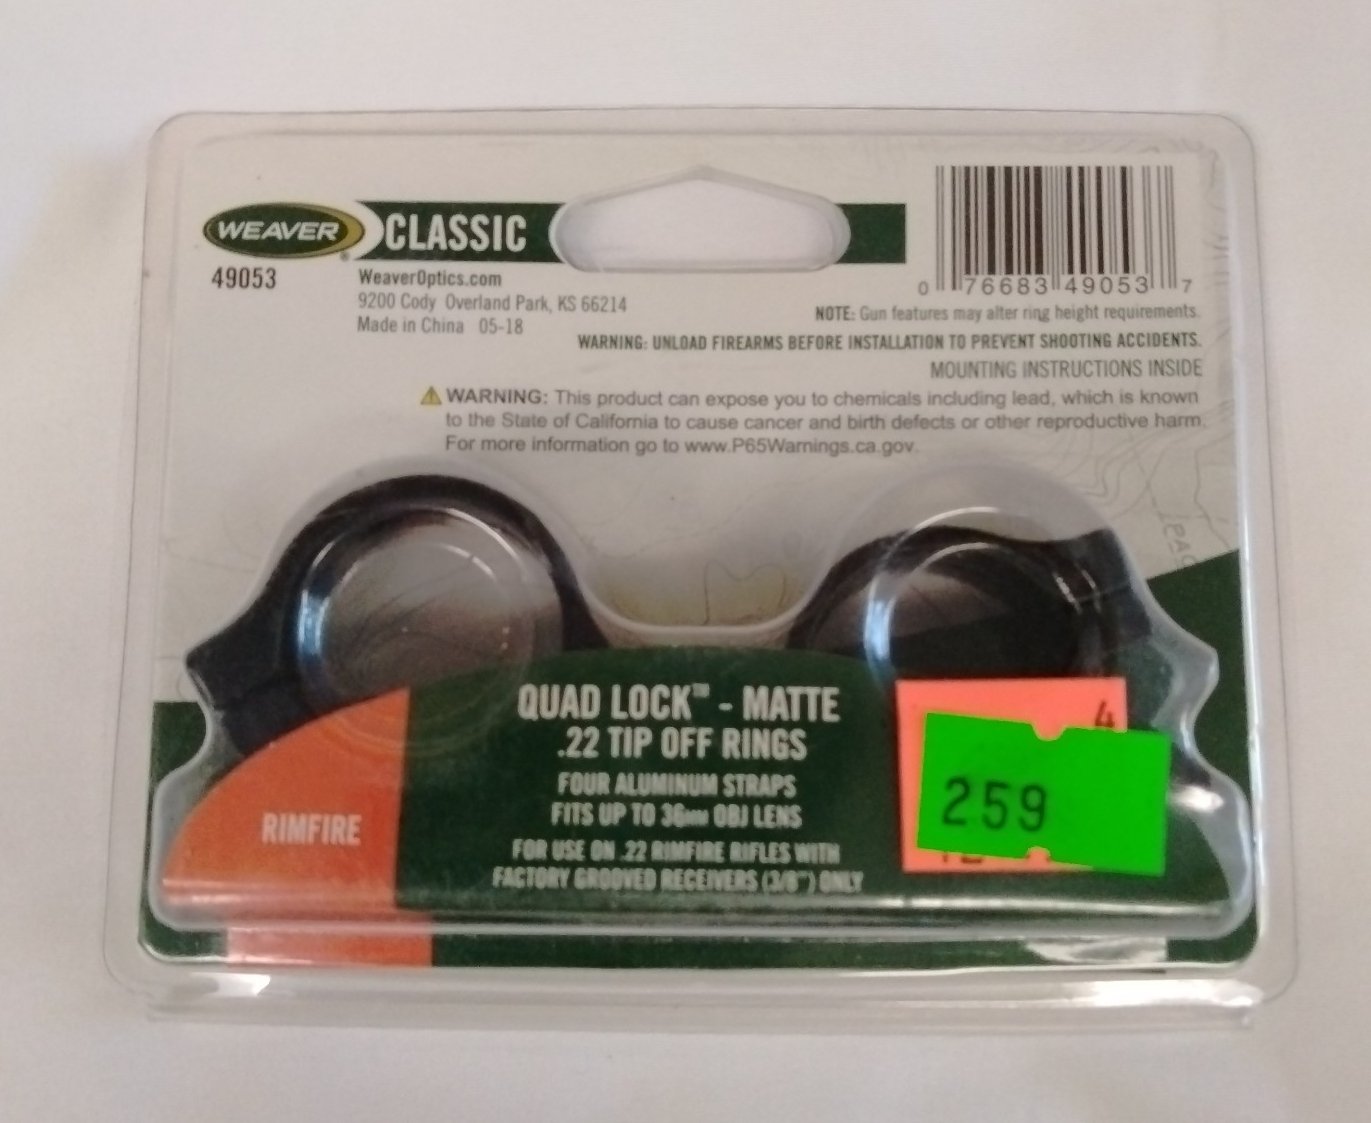 WEAVER
CLASSIC
49053
WeaverOptics.com
9200 Cody Overland Park, KS 66214
Made in China 05-18
0 76683 49053 7
NOTE: Gun features may alter ring height requirements.
WARNING: UNLOAD FIREARMS BEFORE INSTALLATION TO PREVENT SHOOTING ACCIDENTS.
MOUNTING INSTRUCTIONS INSIDE
WARNING: This product can expose you to chemicals including lead, which is known
to the State of California to cause cancer and birth defects or other reproductive harm.
For more information go to www.P65Warnings.ca.gov.
QUAD LOCK™ - MATTE
.22 TIP OFF RINGS
FOUR ALUMINUM STRAPS
FITS UP TO 36mm OBJ LENS
FOR USE ON .22 RIMFIRE RIFLES WITH
FACTORY GROOVED RECEIVERS (3/8") ONLY
RIMFIRE
4
259